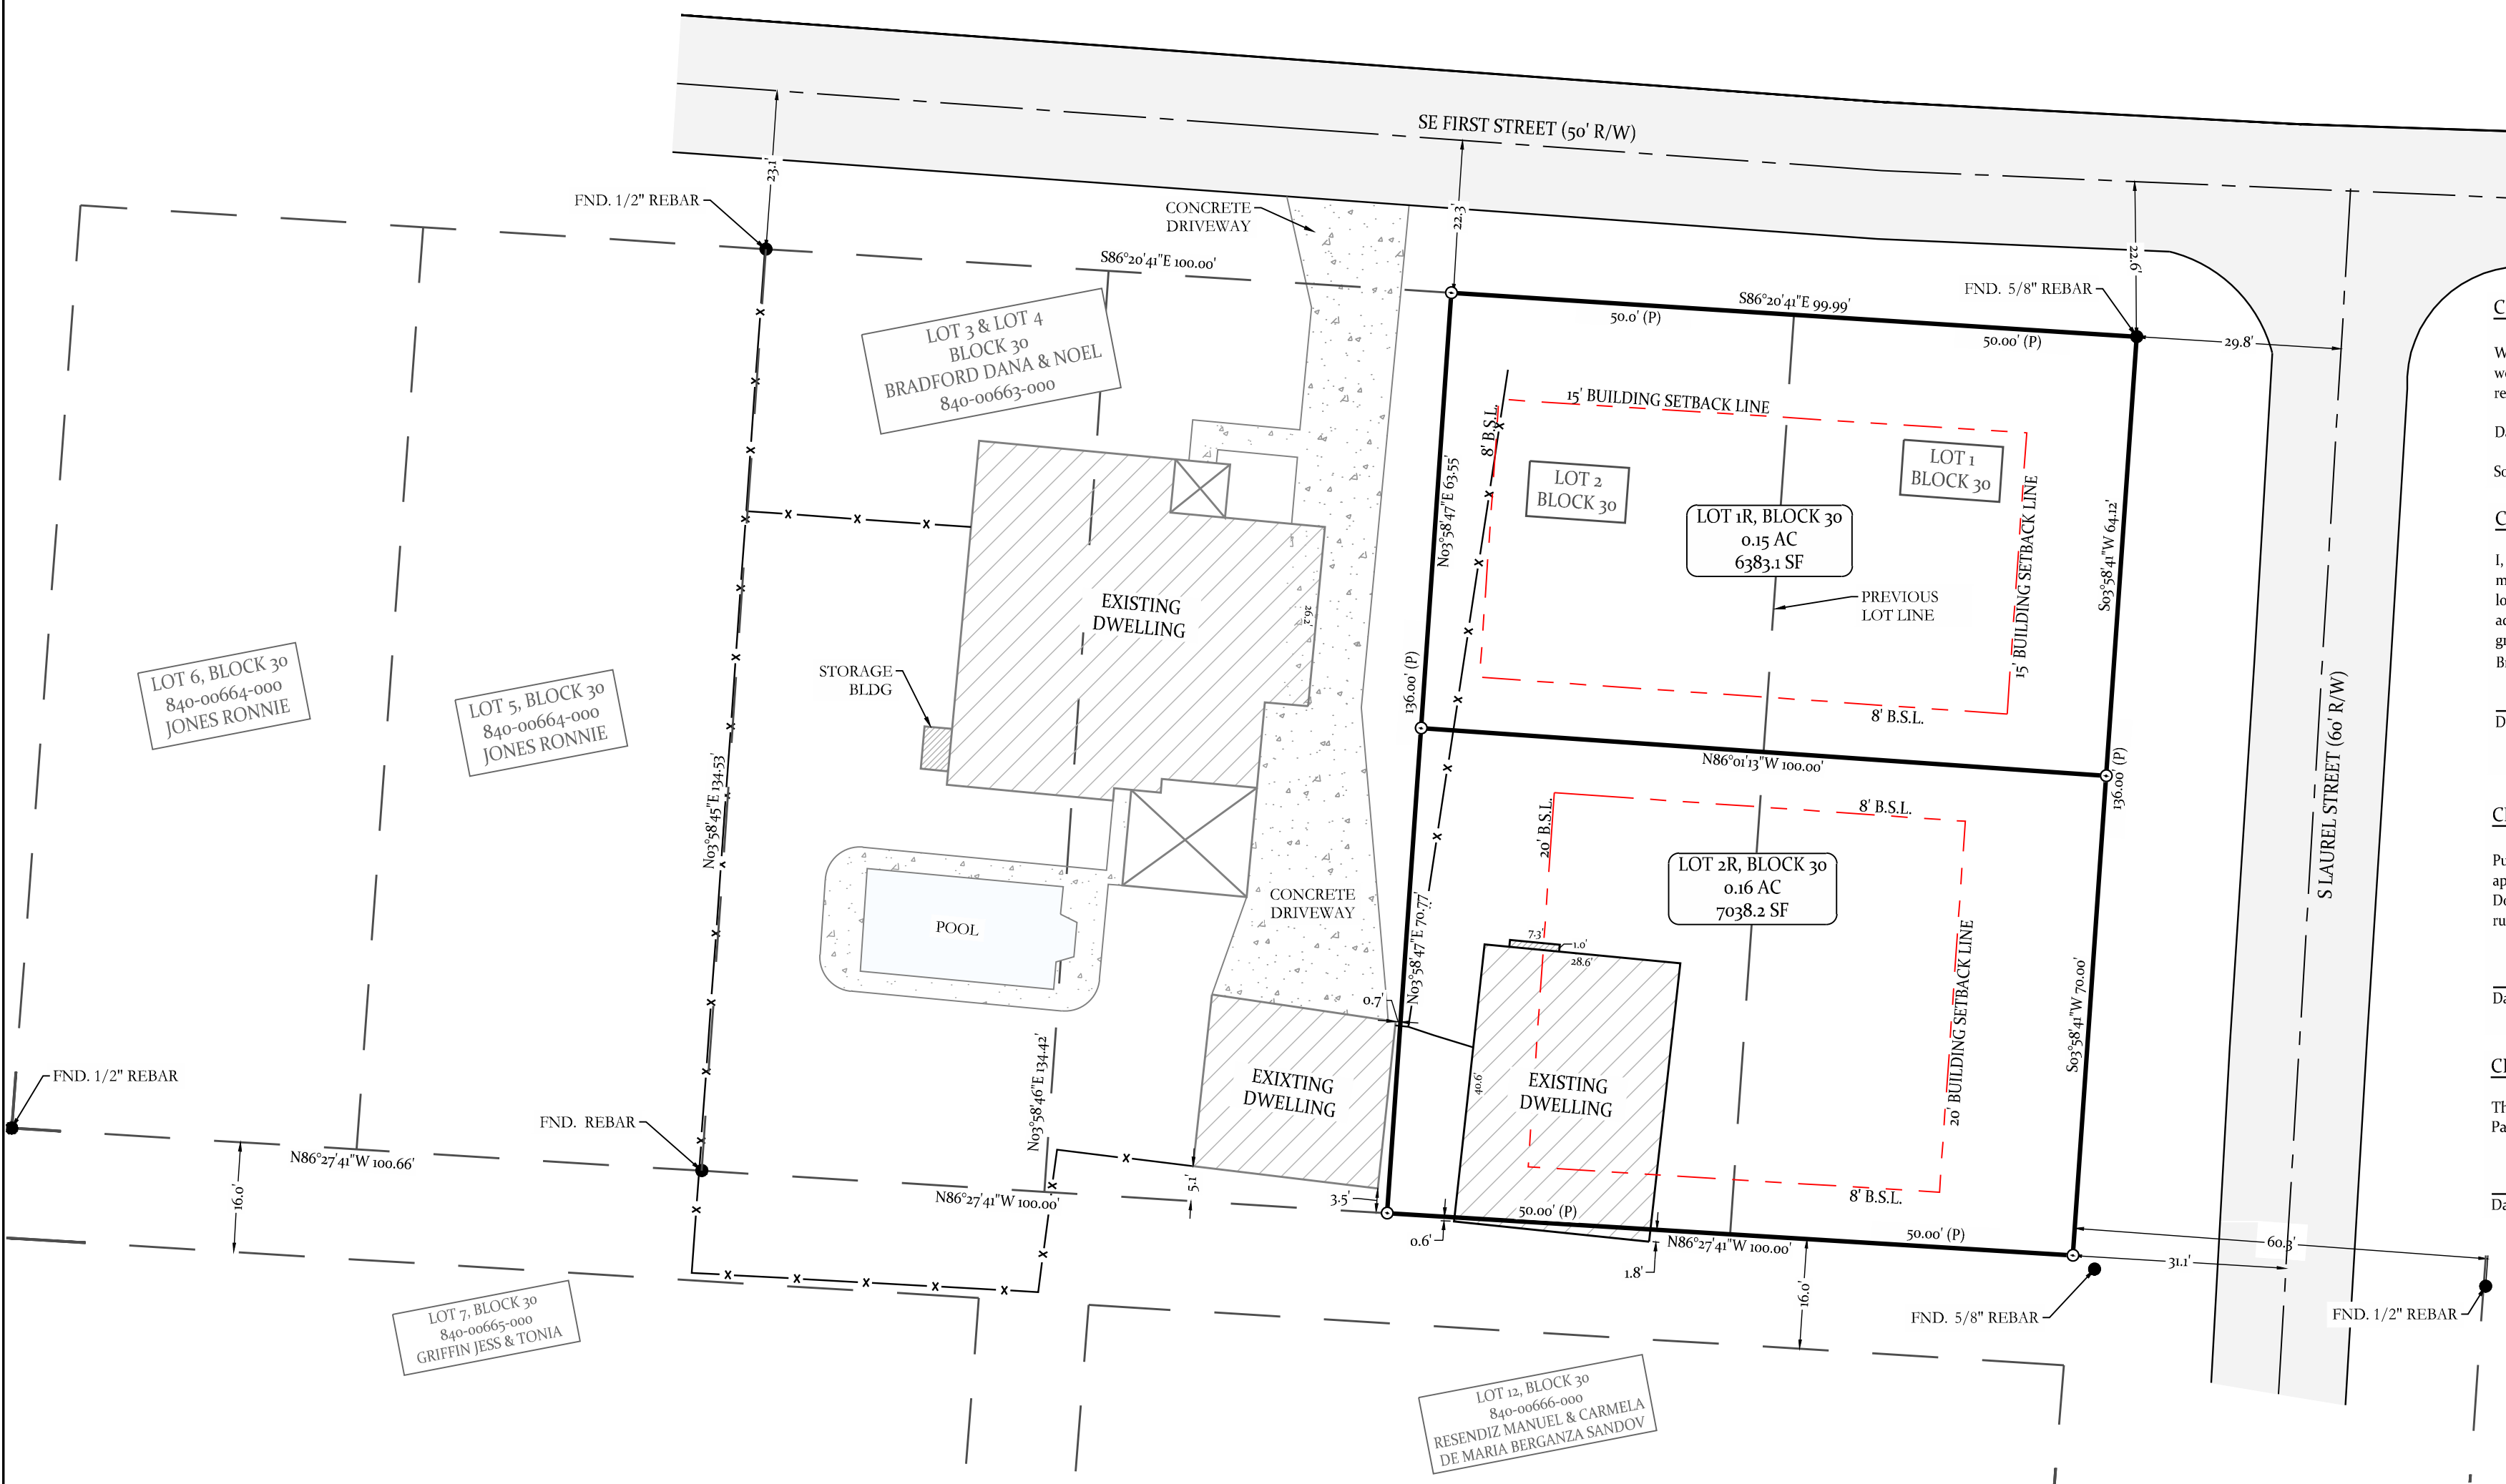 SE FIRST STREET (50' R/W)
23.1'
22.3'
22.6'
FND. 1/2" REBAR
CONCRETE
DRIVEWAY
S86°20'41"E 100.00'
S86°20'41"E 99.99'
50.0' (P)
50.00' (P)
FND. 5/8" REBAR
29.8'
LOT 3 & LOT 4
BLOCK 30
BRADFORD DANA & NOEL
840-00663-000
15' BUILDING SETBACK LINE
8' B.S.L.
LOT 2
BLOCK 30
LOT 1
BLOCK 30
N03°58'47"E 63.55'
LOT 1R, BLOCK 30
0.15 AC
6383.1 SF
15' BUILDING SETBACK LINE
S03°58'41"W 64.12'
PREVIOUS
LOT LINE
EXISTING
DWELLING
26.2'
STORAGE
BLDG
136.00' (P)
8' B.S.L.
LOT 6, BLOCK 30
840-00664-000
JONES RONNIE
LOT 5, BLOCK 30
840-00664-000
JONES RONNIE
N03°58'45"E 134.53'
N86°01'13"W 100.00'
136.00' (P)
S LAUREL STREET (60' R/W)
20' B.S.L.
8' B.S.L.
LOT 2R, BLOCK 30
0.16 AC
7038.2 SF
CONCRETE
DRIVEWAY
POOL
N03°58'47"E 70.77'
7.3'
1.0'
28.6'
0.7'
20' BUILDING SETBACK LINE
S03°58'41"W 70.00'
N03°58'46"E 134.42'
EXIXTING
DWELLING
40.6'
EXISTING
DWELLING
FND. 1/2" REBAR
FND. REBAR
N86°27'41"W 100.66'
16.0'
N86°27'41"W 100.00'
5.1'
3.5'
50.00' (P)
8' B.S.L.
0.6'
N86°27'41"W 100.00'
50.00' (P)
1.8'
16.0'
60.3'
31.1'
FND. 5/8" REBAR
FND. 1/2" REBAR
LOT 7, BLOCK 30
840-00665-000
GRIFFIN JESS & TONIA
LOT 12, BLOCK 30
840-00666-000
RESENDIZ MANUEL & CARMELA
DE MARIA BERGANZA SANDOV